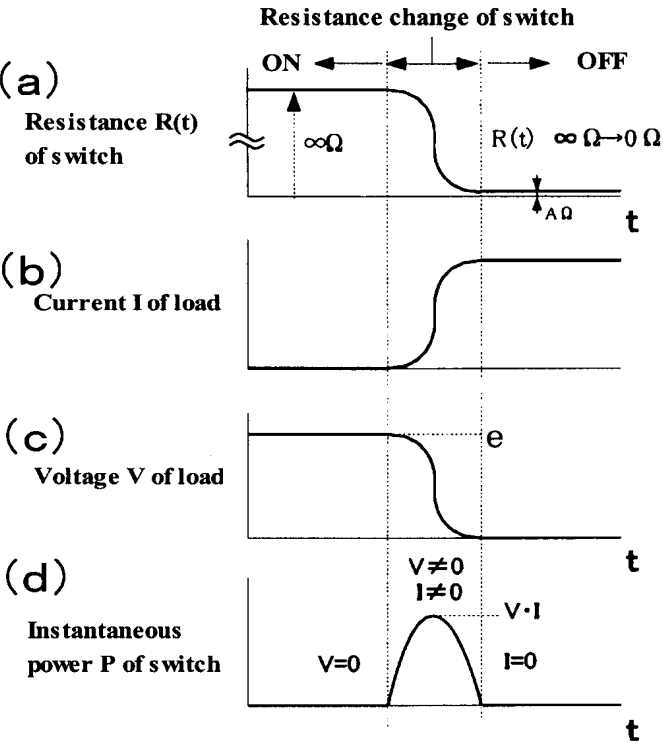 Resistance change of switch
ON
OFF
(a)
Resistance R(t)
of switch
∞Ω
R(t) ∞ Ω→0 Ω
AΩ
t
(b)
Current I of load
(c)
e
Voltage V of load
t
(d)
V≠0
I≠0
Instantaneous
power P of switch
V·I
V=0
I=0
t